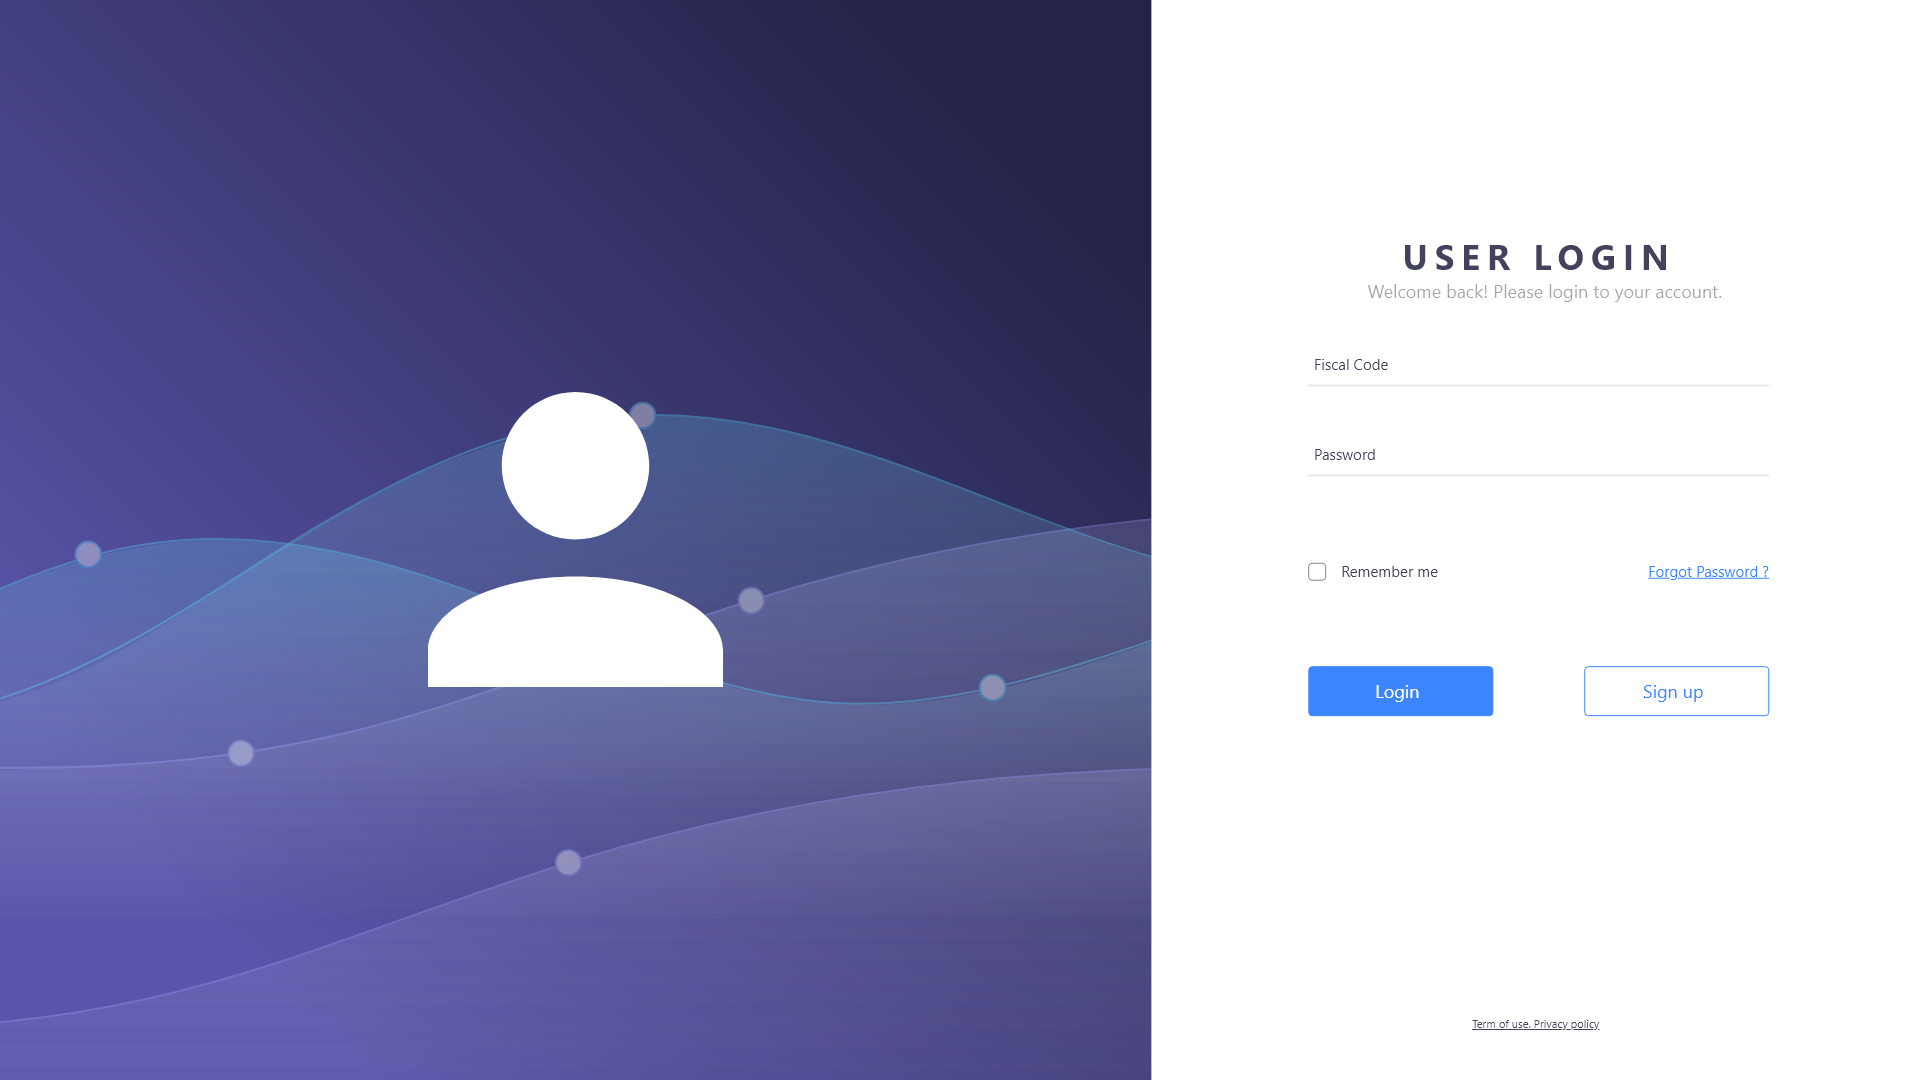 USER LOGIN
Welcome back! Please login to your account.
Fiscal Code
Password
Remember me
Forgot Password ?
Login
Sign up
Term of use. Privacy policy